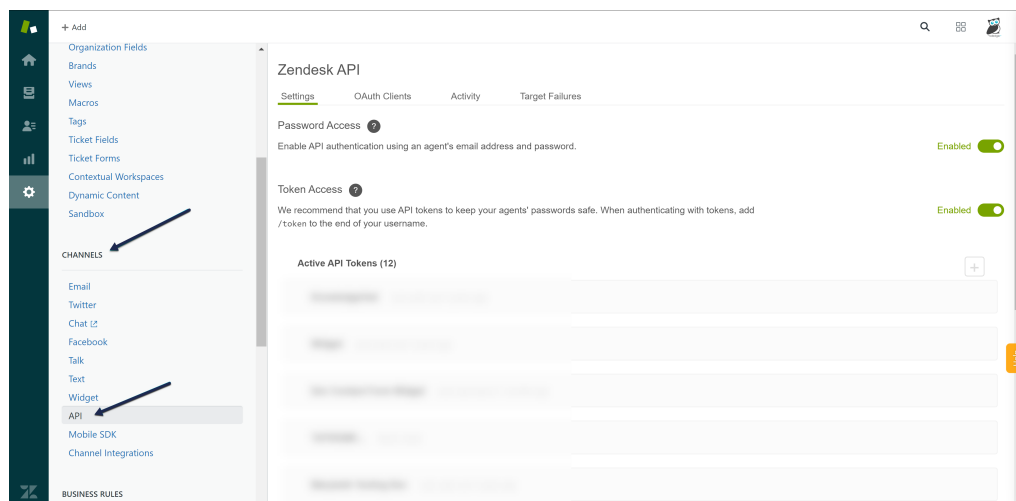 + Add
Organization Fields
Brands
Views
Macros
Tags
Ticket Fields
Ticket Forms
Contextual Workspaces
Dynamic Content
Sandbox
CHANNELS
Email
Twitter
Chat
Facebook
Talk
Text
Widget
API
Mobile SDK
Channel Integrations
BUSINESS RULES
Zendesk API
Settings OAuth Clients Activity Target Failures
Password Access ?
Enable API authentication using an agent's email address and password. Enabled
Token Access ?
We recommend that you use API tokens to keep your agents' passwords safe. When authenticating with tokens, add Enabled
/token to the end of your username.
Active API Tokens (12)
+